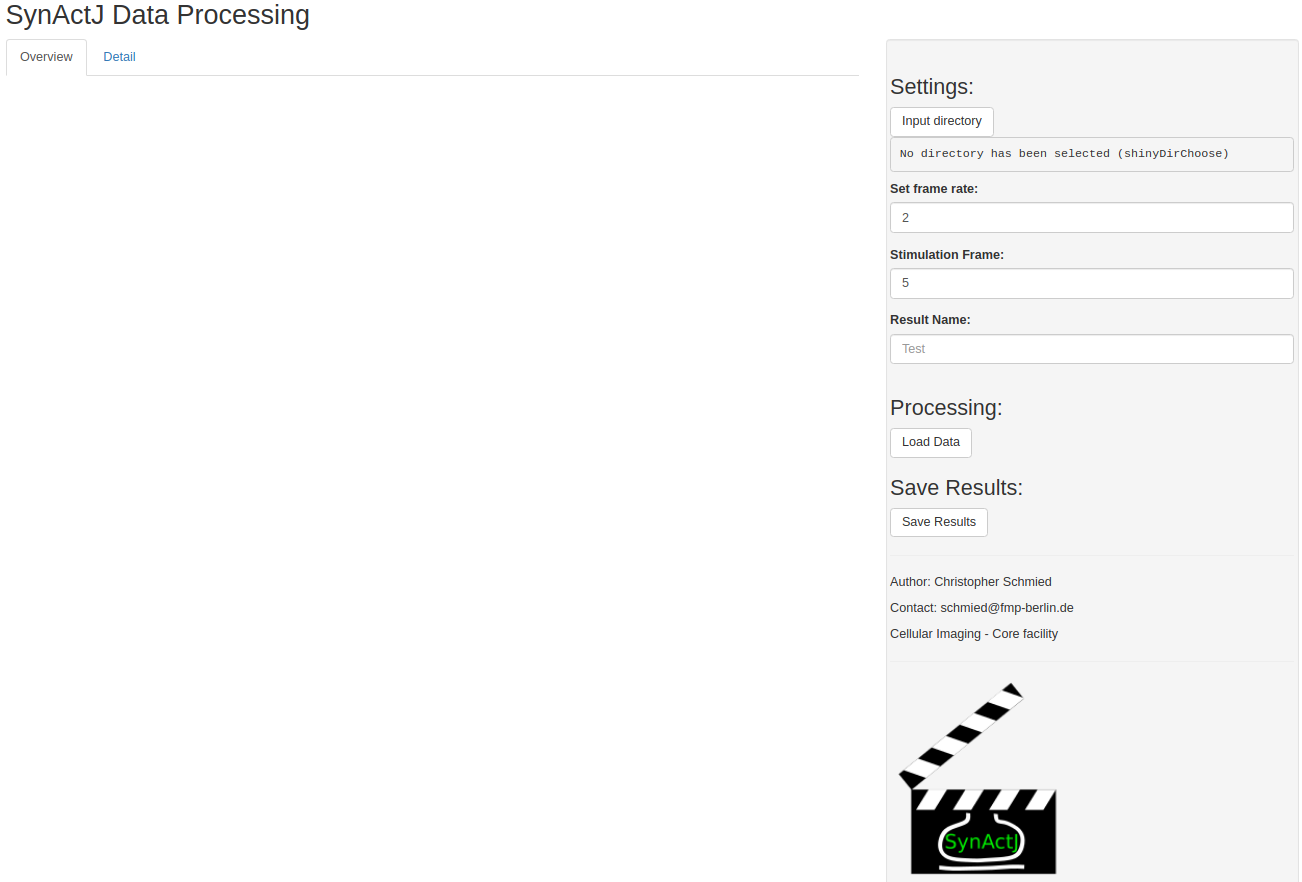 SynActJ Data Processing
Overview
Detail
Settings:
Input directory
No directory has been selected (shinyDirChoose)
Set frame rate:
2
Stimulation Frame:
5
Result Name:
Test
Processing:
Load Data
Save Results:
Save Results
Author: Christopher Schmied
Contact: schmied@fmp-berlin.de
Cellular Imaging - Core facility
SynActJ